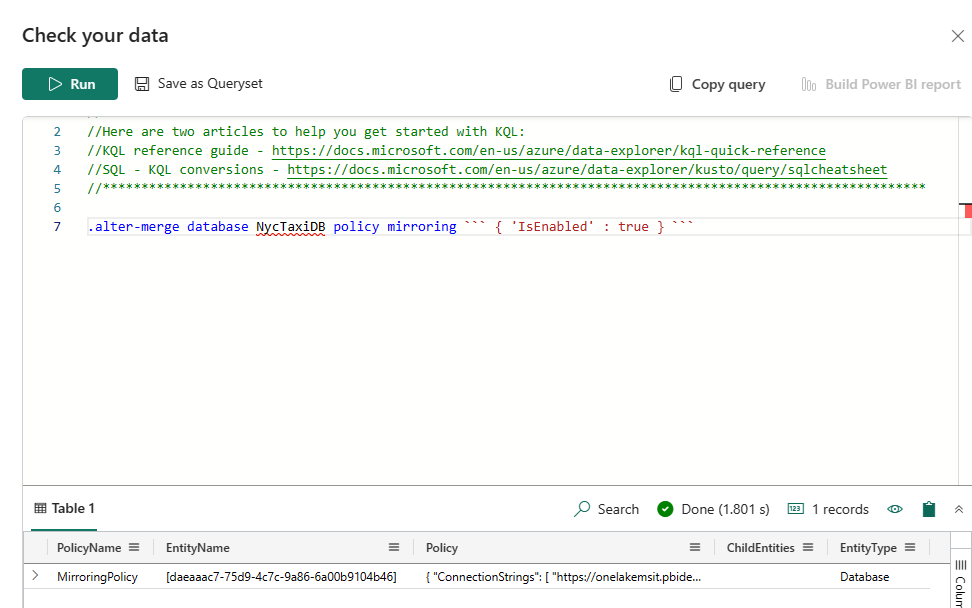 Check your data
Run
Save as Queryset
Copy query
Build Power BI report
2 //Here are two articles to help you get started with KQL:
3 //KQL reference guide - https://docs.microsoft.com/en-us/azure/data-explorer/kql-quick-reference
4 //SQL - KQL conversions - https://docs.microsoft.com/en-us/azure/data-explorer/kusto/query/sqlcheatsheet
5 //***********************************************************************************************************
6
7 .alter-merge database NycTaxiDB policy mirroring ``` { 'IsEnabled' : true } ```
Table 1
Search
Done (1.801 s)
123
1 records
PolicyName EntityName Policy ChildEntities EntityType
MirroringPolicy [daeaaac7-75d9-4c7c-9a86-6a00b9104b46] { "ConnectionStrings": [ "https://onelakemsit.pbide... Database